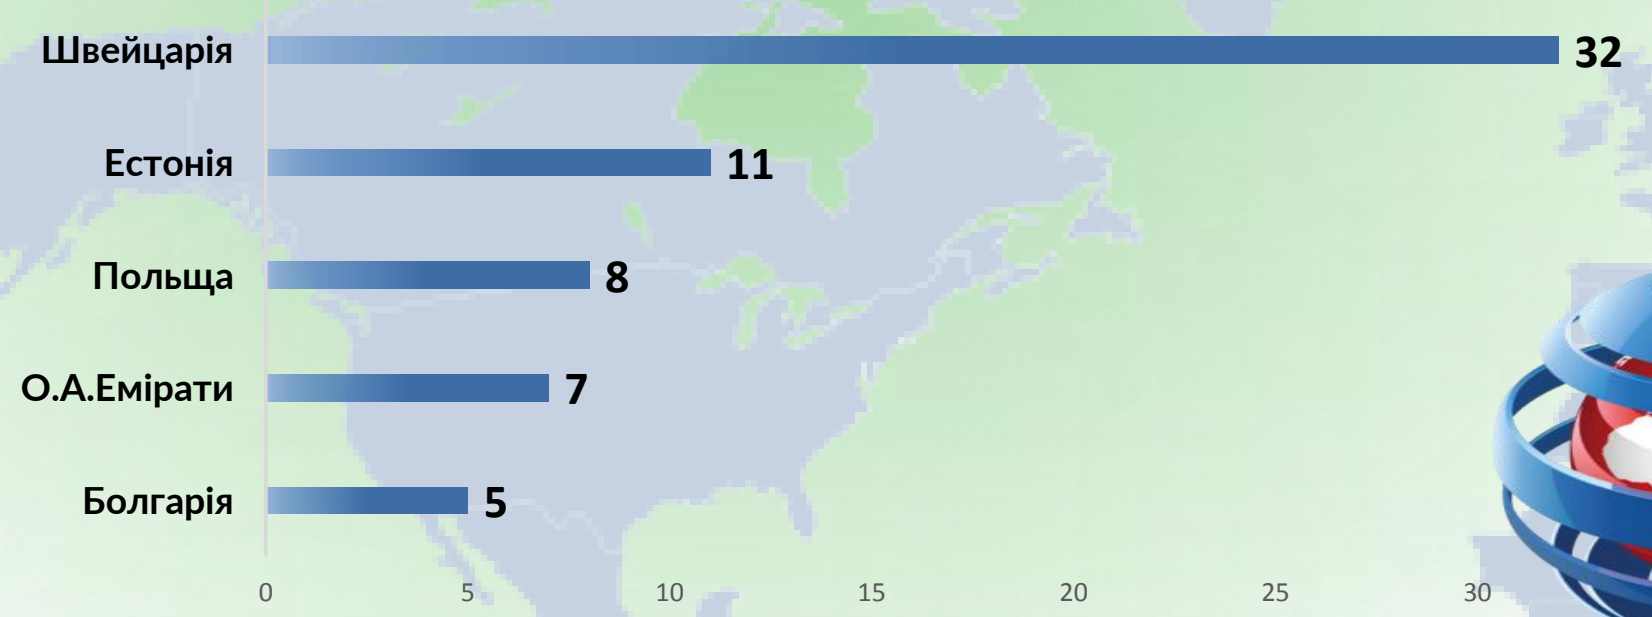 Швейцарія 32
Естонія 11
Польща 8
О.А.Емірати 7
Болгарія 5
0 5 10 15 20 25 30